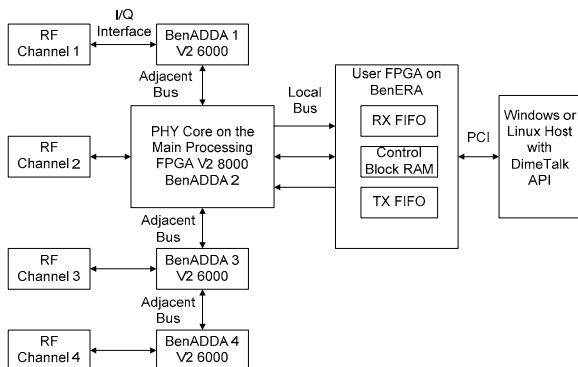 RF
Channel 1
I/Q
Interface
BenADDA 1
V2 6000
Adjacent
Bus
RF
Channel 2
PHY Core on the
Main Processing
FPGA V2 8000
BenADDA 2
Local
Bus
User FPGA on
BenERA
RX FIFO
Control
Block RAM
TX FIFO
PCI
Windows or
Linux Host
with
DimeTalk
API
Adjacent
Bus
RF
Channel 3
BenADDA 3
V2 6000
Adjacent
Bus
RF
Channel 4
BenADDA 4
V2 6000